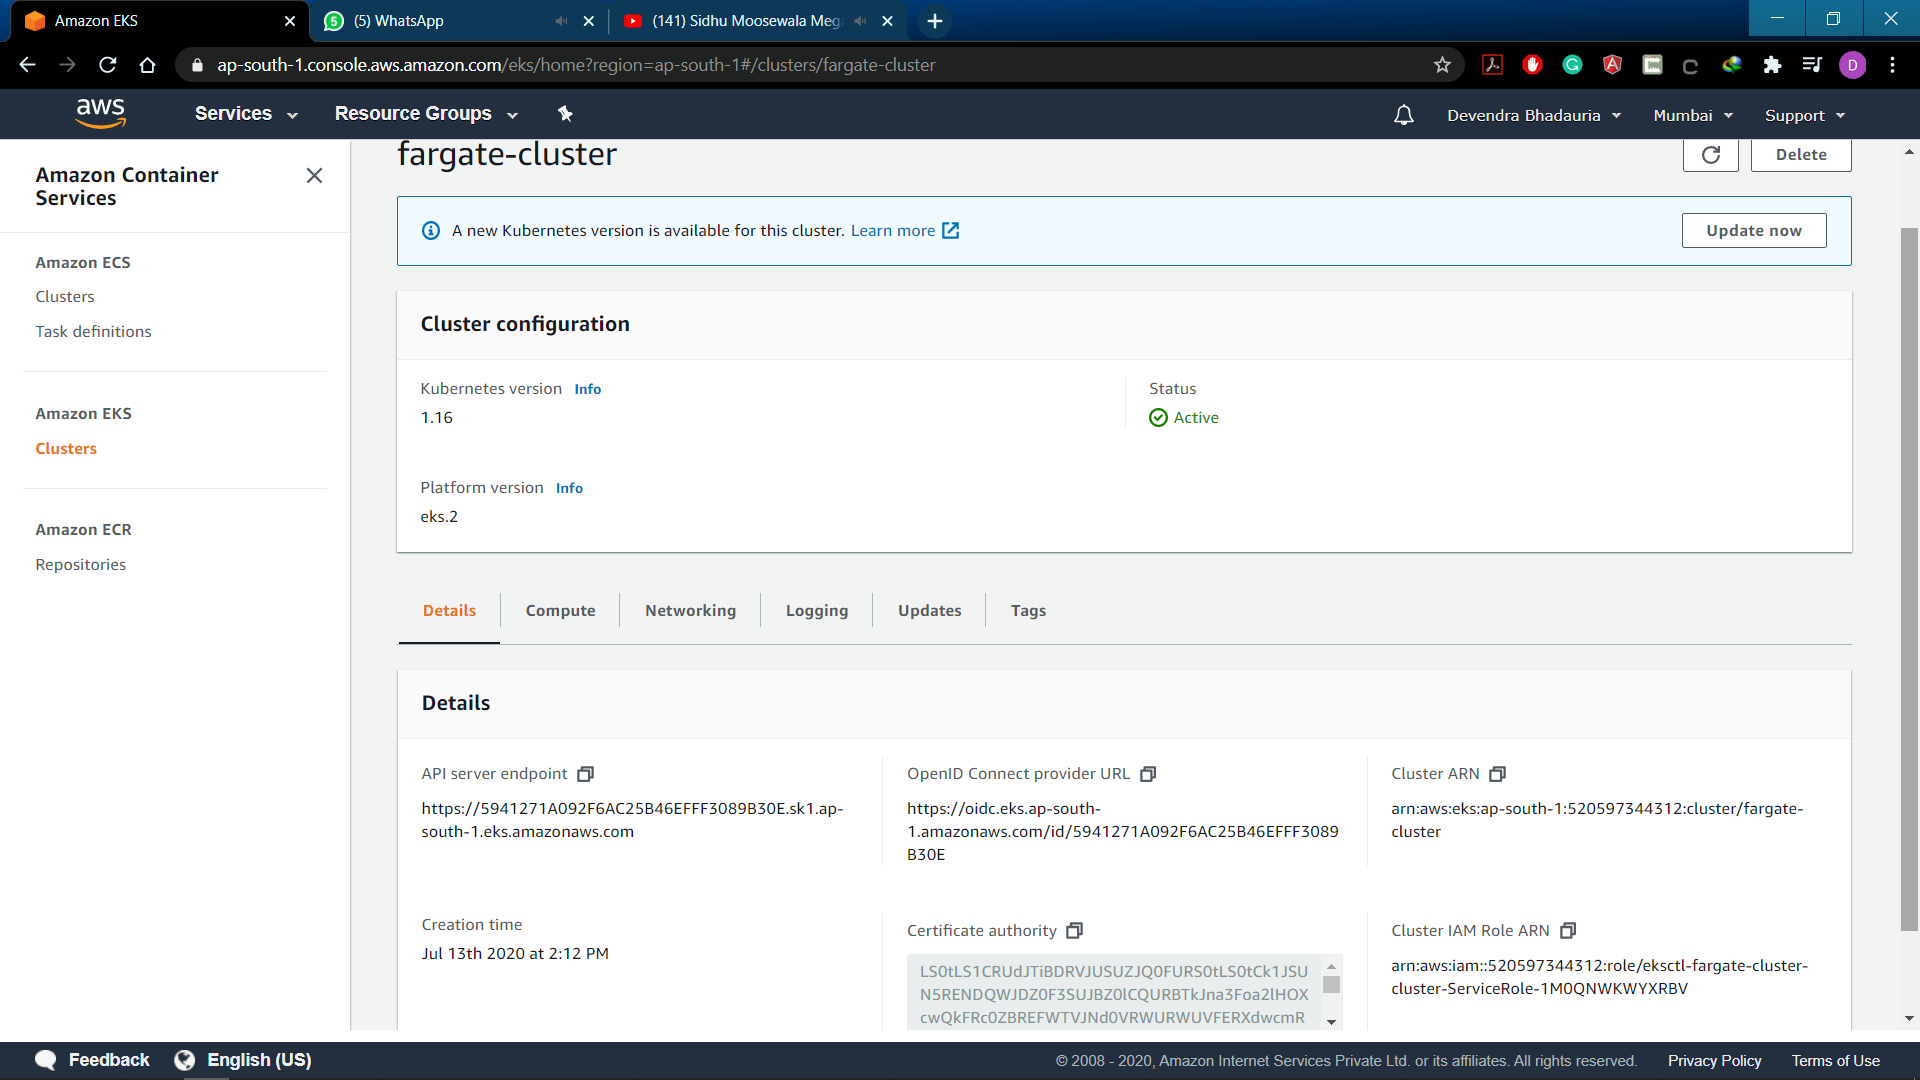 Amazon EKS
(5) WhatsApp
(141) Sidhu Moosewala Meg
ap-south-1.console.aws.amazon.com/eks/home?region=ap-south-1#/clusters/fargate-cluster
D
aws
Services
Resource Groups
Devendra Bhadauria
Mumbai
Support
Amazon Container
Services
Amazon ECS
Clusters
Task definitions
Amazon EKS
Clusters
Amazon ECR
Repositories
fargate-cluster
Delete
A new Kubernetes version is available for this cluster. Learn more
Update now
Cluster configuration
Kubernetes version Info
1.16
Status
Active
Platform version Info
eks.2
Details
Compute
Networking
Logging
Updates
Tags
Details
API server endpoint
https://5941271A092F6AC25B46EFFF3089B30E.sk1.ap-
south-1.eks.amazonaws.com
OpenID Connect provider URL
https://oidc.eks.ap-south-
1.amazonaws.com/id/5941271A092F6AC25B46EFFF3089
B30E
Cluster ARN
arn:aws:eks:ap-south-1:520597344312:cluster/fargate-
cluster
Creation time
Jul 13th 2020 at 2:12 PM
Certificate authority
LS0tLS1CRUdJTiBDRVJUSUZJQ0FURS0tLS0tCk1JSU
N5RENDQWJDZ0F3SUJBZ0lCQURBTkJna3Foa2lHOX
cwQkFRc0ZBREFWTVJNd0VRWURWUVFERXdwcmR
Cluster IAM Role ARN
arn:aws:iam::520597344312:role/eksctl-fargate-cluster-
cluster-ServiceRole-1M0QNWKWYXRBV
Feedback
English (US)
© 2008 - 2020, Amazon Internet Services Private Ltd. or its affiliates. All rights reserved.
Privacy Policy
Terms of Use